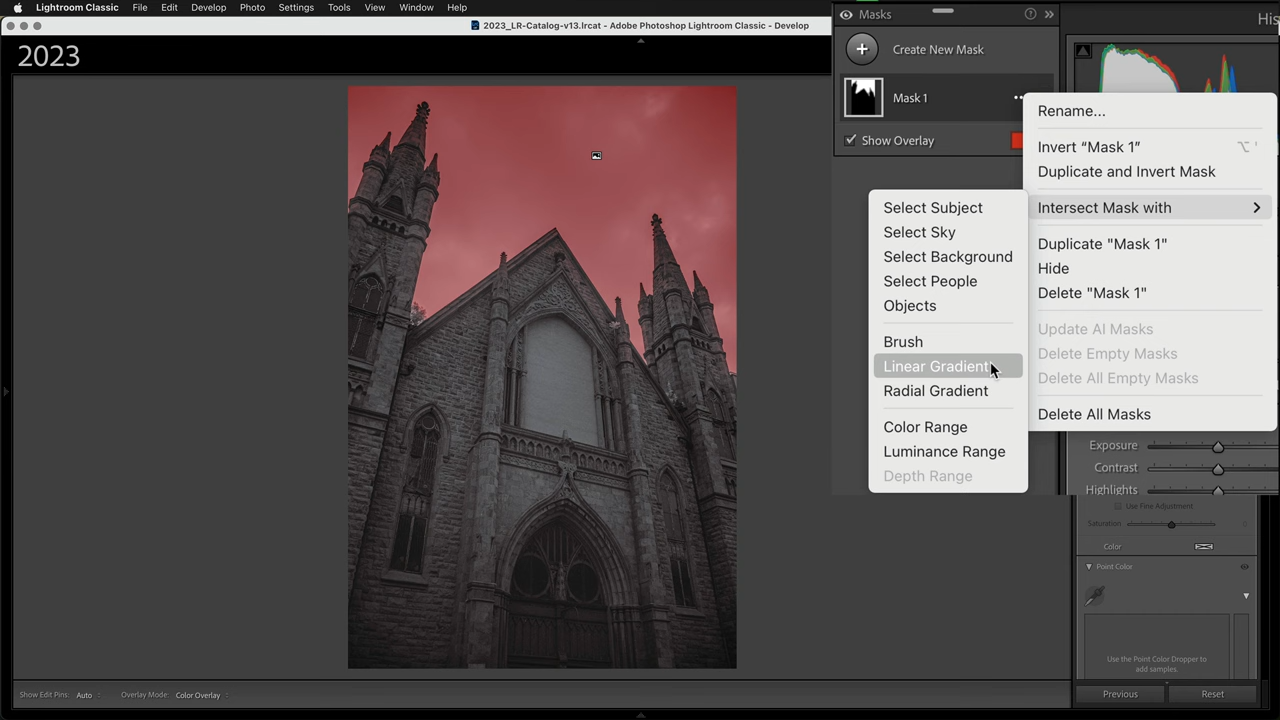 Lightroom Classic File Edit Develop Photo Settings Tools View Window Help
2023_LR-Catalog-v13.lrcat - Adobe Photoshop Lightroom Classic - Develop
2023
Masks
His
Create New Mask
Mask 1
Show Overlay
Rename...
Invert “Mask 1” ⌥ '
Duplicate and Invert Mask
Intersect Mask with
Duplicate "Mask 1"
Hide
Delete "Mask 1"
Update AI Masks
Delete Empty Masks
Delete All Empty Masks
Delete All Masks
Select Subject
Select Sky
Select Background
Select People
Objects
Brush
Linear Gradient
Radial Gradient
Color Range
Luminance Range
Depth Range
Exposure
Contrast
Highlights
Use Fine Adjustment
Saturation
Color
Point Color
Use the Point Color Dropper to
add samples.
Show Edit Pins: Auto Overlay Mode: Color Overlay
Previous Reset